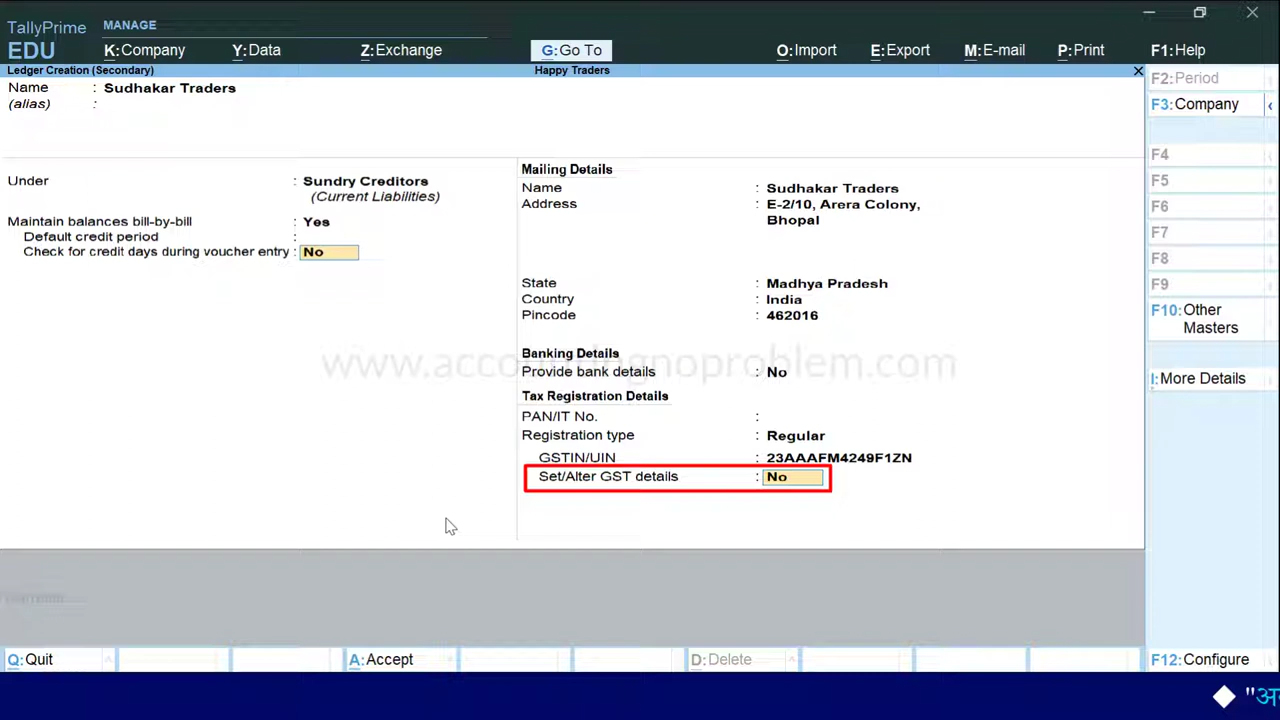 TallyPrime
EDU
MANAGE
K:Company Y:Data Z:Exchange G:Go To O:Import E:Export M:E-mail P:Print F1:Help
Ledger Creation (Secondary) Happy Traders
Name : Sudhakar Traders
(alias) :
Under : Sundry Creditors
(Current Liabilities)
Maintain balances bill-by-bill : Yes
Default credit period :
Check for credit days during voucher entry : No
Mailing Details
Name : Sudhakar Traders
Address : E-2/10, Arera Colony,
Bhopal
State : Madhya Pradesh
Country : India
Pincode : 462016
Banking Details
Provide bank details : No
Tax Registration Details
PAN/IT No. :
Registration type : Regular
GSTIN/UIN : 23AAAFM4249F1ZN
Set/Alter GST details : No
F2:Period
F3:Company
F4
F5
F6
F7
F8
F9
F10:Other
Masters
I:More Details
F12:Configure
www.accountingnoproblem.com
Q:Quit A:Accept D:Delete